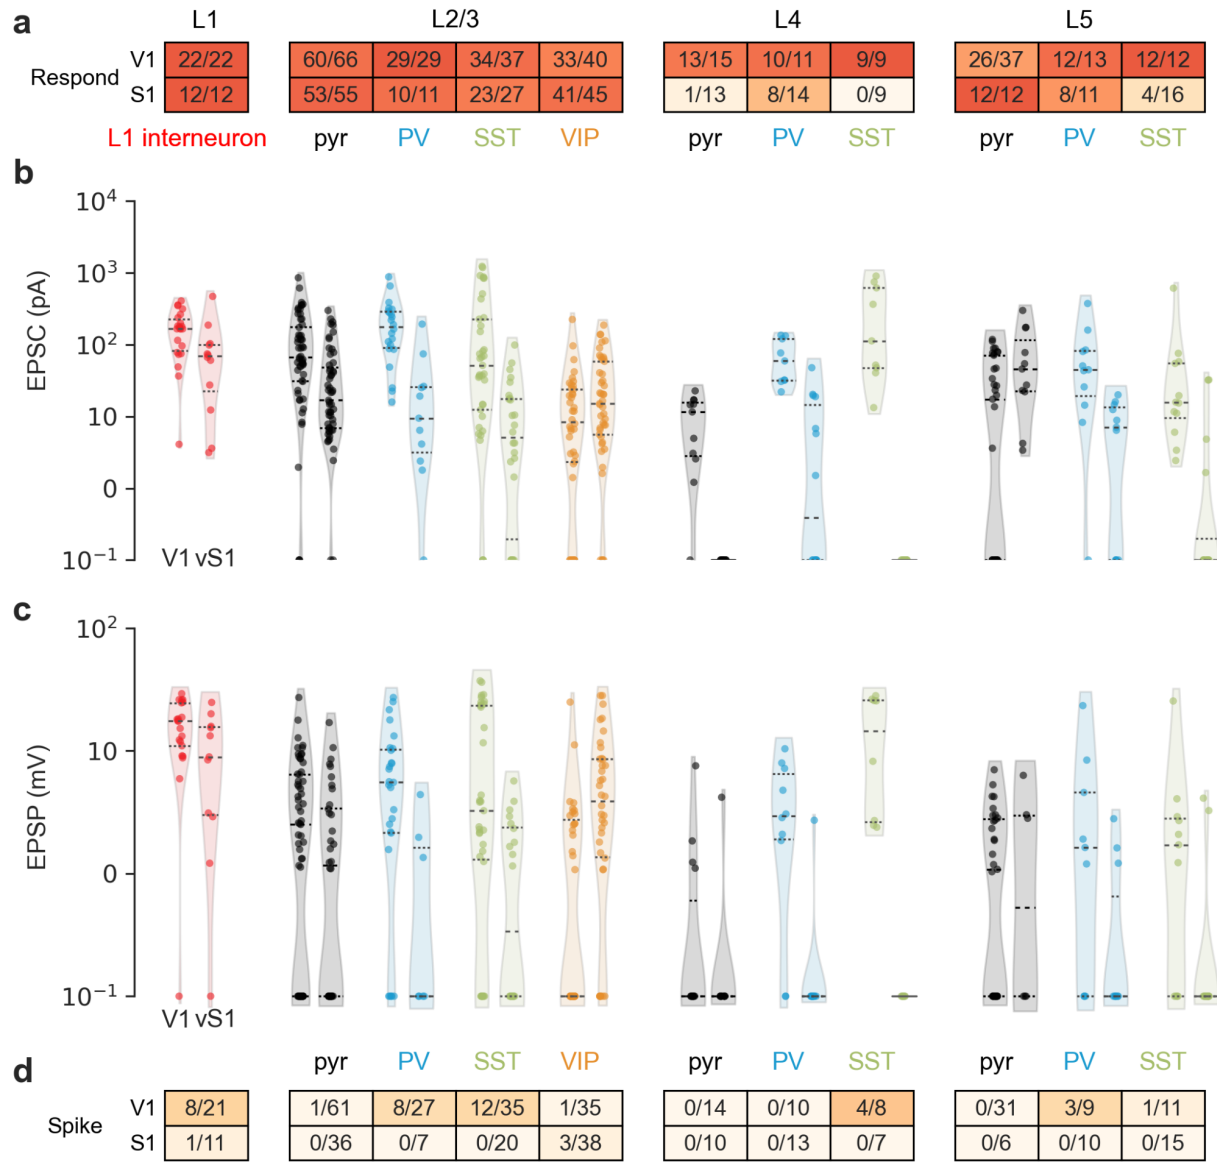 a L1 L2/3 L4 L5
Respond
V1 22/22 60/66 29/29 34/37 33/40 13/15 10/11 9/9 26/37 12/13 12/12
S1 12/12 53/55 10/11 23/27 41/45 1/13 8/14 0/9 12/12 8/11 4/16
L1 interneuron pyr PV SST VIP pyr PV SST pyr PV SST
b
EPSC (pA)
10^4
10^3
10^2
10
0
10^−1
V1 vS1
c
EPSP (mV)
10^2
10
0
10^−1
V1 vS1
pyr PV SST VIP pyr PV SST pyr PV SST
d
Spike
V1 8/21 1/61 8/27 12/35 1/35 0/14 0/10 4/8 0/31 3/9 1/11
S1 1/11 0/36 0/7 0/20 3/38 0/10 0/13 0/7 0/6 0/10 0/15